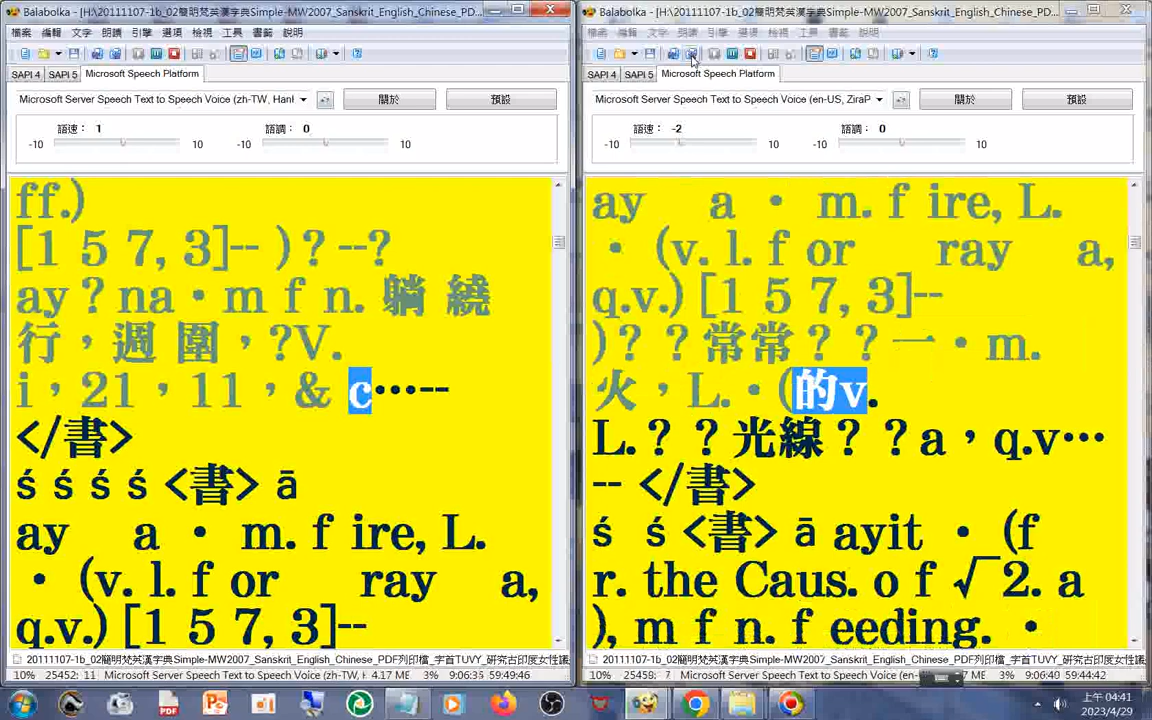 Balabolka - [H:\20111107-1b_02簡明梵英漢字典Simple-MW2007_Sanskrit_English_Chinese_PD...
檔案 編輯 文字 朗讀 引擎 選項 檢視 工具 書籤 說明
SAPI 4 SAPI 5 Microsoft Speech Platform
Microsoft Server Speech Text to Speech Voice (zh-TW, Hanl
關於 預設
語速： 1 語調： 0
-10 10 -10 10
ff.)
[1 5 7, 3]-- )? --?
ay ? na · m f n. 躺 繞
行，週 圍，?V.
i，21，11，& c…--
</書>
ś ś ś ś <書> ā
ay a · m. f ire, L.
· (v. l. f or ray a,
q.v.) [1 5 7, 3]--
20111107-1b_02簡明梵英漢字典Simple-MW2007_Sanskrit_English_Chinese_PDF列印檔_字首TUVY_研究古印度女性議
10% 25452: 11 Microsoft Server Speech Text to Speech Voice (zh-TW, H 4.17 ME 3% 9:06:35 59:49:46
Balabolka - [H:\20111107-1b_02簡明梵英漢字典Simple-MW2007_Sanskrit_English_Chinese_PD...
檔案 編輯 文字 朗讀 引擎 選項 檢視 工具 書籤 說明
SAPI 4 SAPI 5 Microsoft Speech Platform
Microsoft Server Speech Text to Speech Voice (en-US, ZiraP
關於 預設
語速： -2 語調： 0
-10 10 -10 10
ay a · m. f ire, L.
· (v. l. f or ray a,
q.v.) [1 5 7, 3]--
)? ? 常常 ? ? 一 · m.
火，L. · (的v.
L. ? ? 光線 ? ? a，q.v…
-- </書>
ś ś <書> ā ayit · (f
r. the Caus. o f √2. a
), m f n. f eeding. ·
20111107-1b_02簡明梵英漢字典Simple-MW2007_Sanskrit_English_Chinese_PDF列印檔_字首TUVY_研究古印度女性議
10% 25458: 7 Microsoft Server Speech Text to Speech Voice (en-US, 4.17 ME 3% 9:06:40 59:44:42
上午 04:41
2023/4/29